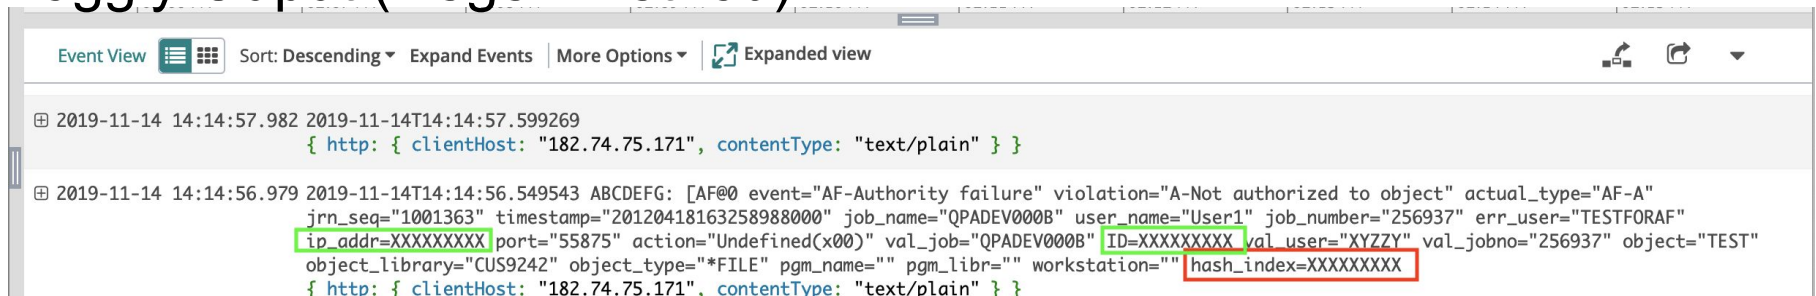 Event View Sort: Descending Expand Events More Options Expanded view
2019-11-14 14:14:57.982 2019-11-14T14:14:57.599269
{ http: { clientHost: "182.74.75.171", contentType: "text/plain" } }
2019-11-14 14:14:56.979 2019-11-14T14:14:56.549543 ABCDEFG: [AF@0 event="AF-Authority failure" violation="A-Not authorized to object" actual_type="AF-A"
jrn_seq="1001363" timestamp="20120418163258988000" job_name="QPADEV000B" user_name="User1" job_number="256937" err_user="TESTFORAF"
ip_addr=XXXXXXXXX port="55875" action="Undefined(x00)" val_job="QPADEV000B" ID=XXXXXXXXX val_user="XYZZY" val_jobno="256937" object="TEST"
object_library="CUS9242" object_type="*FILE" pgm_name="" pgm_libr="" workstation="" hash_index=XXXXXXXXX
{ http: { clientHost: "182.74.75.171", contentType: "text/plain" } }